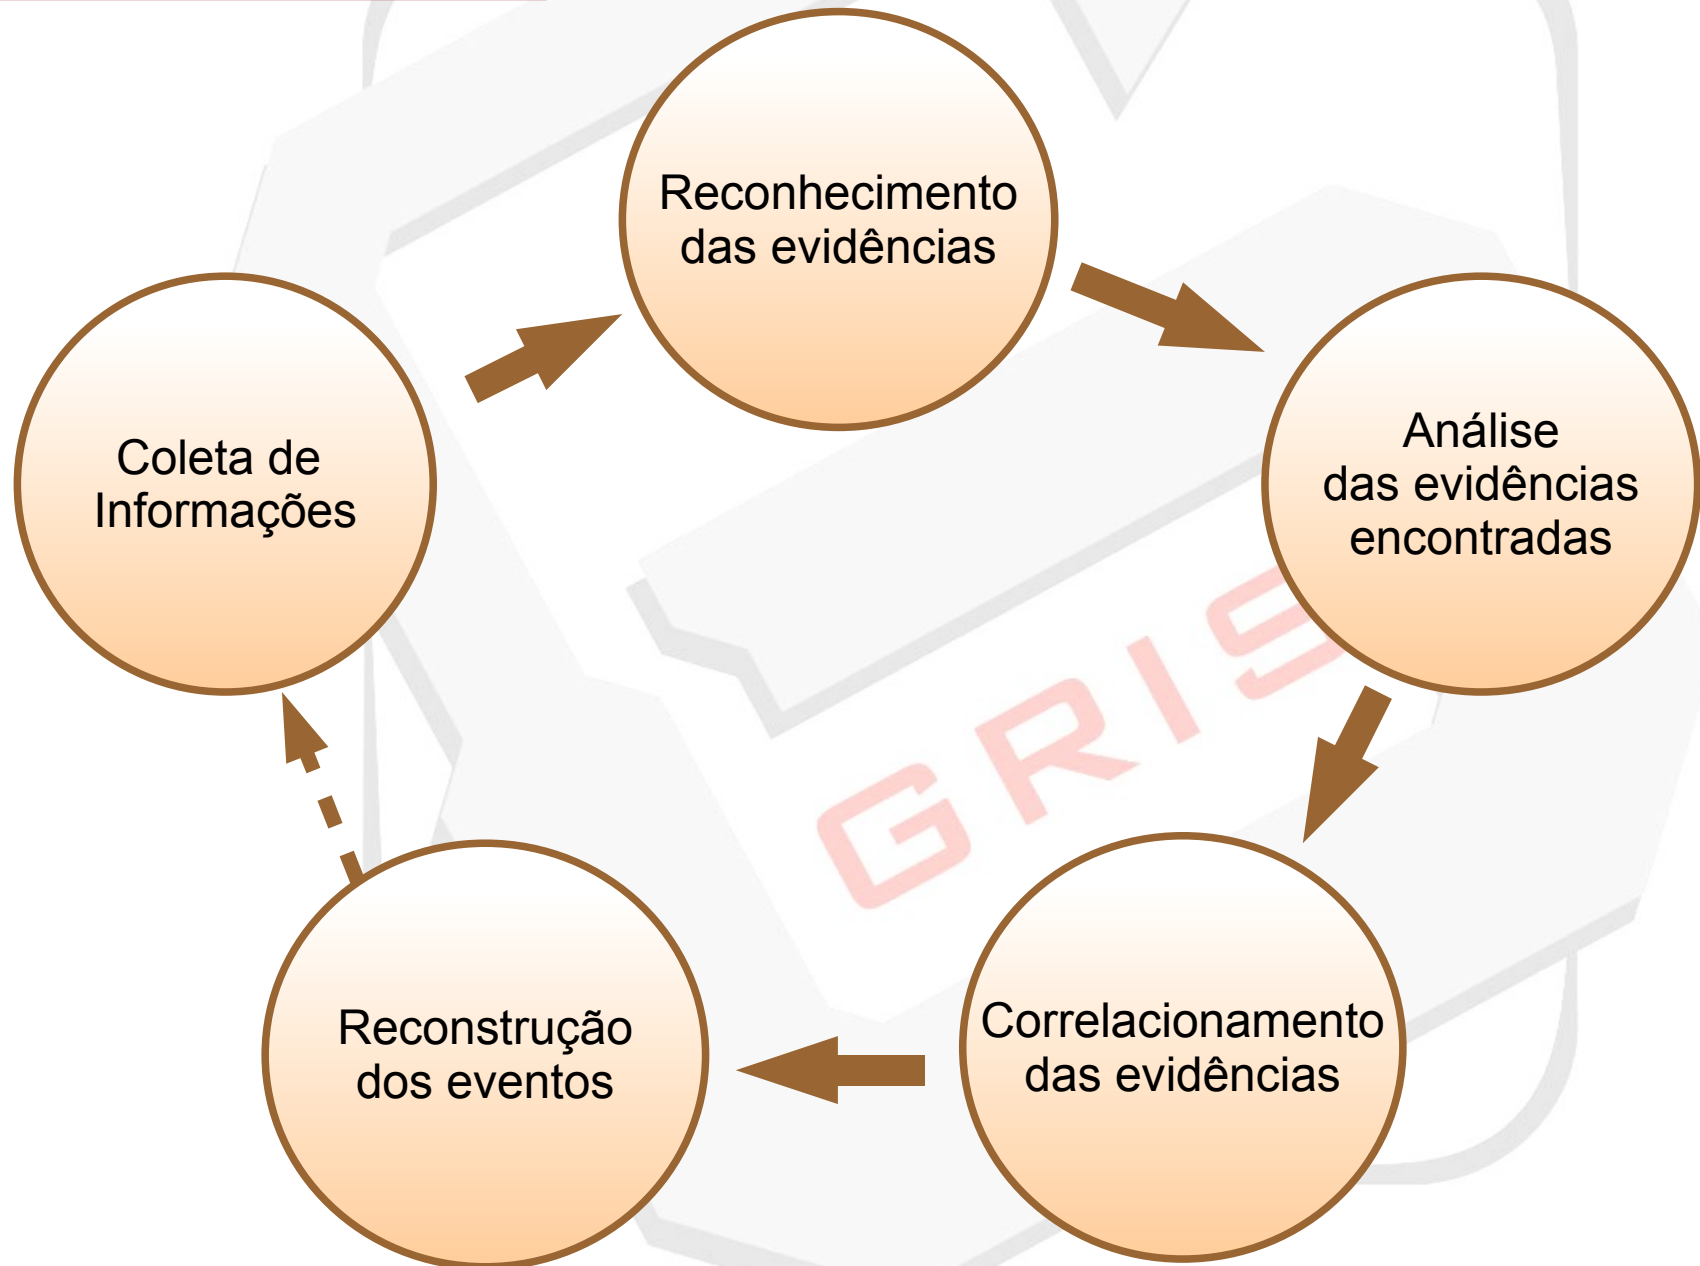 Reconhecimento
das evidências
Análise
das evidências
encontradas
Coleta de
Informações
Correlacionamento
das evidências
Reconstrução
dos eventos
GRIS